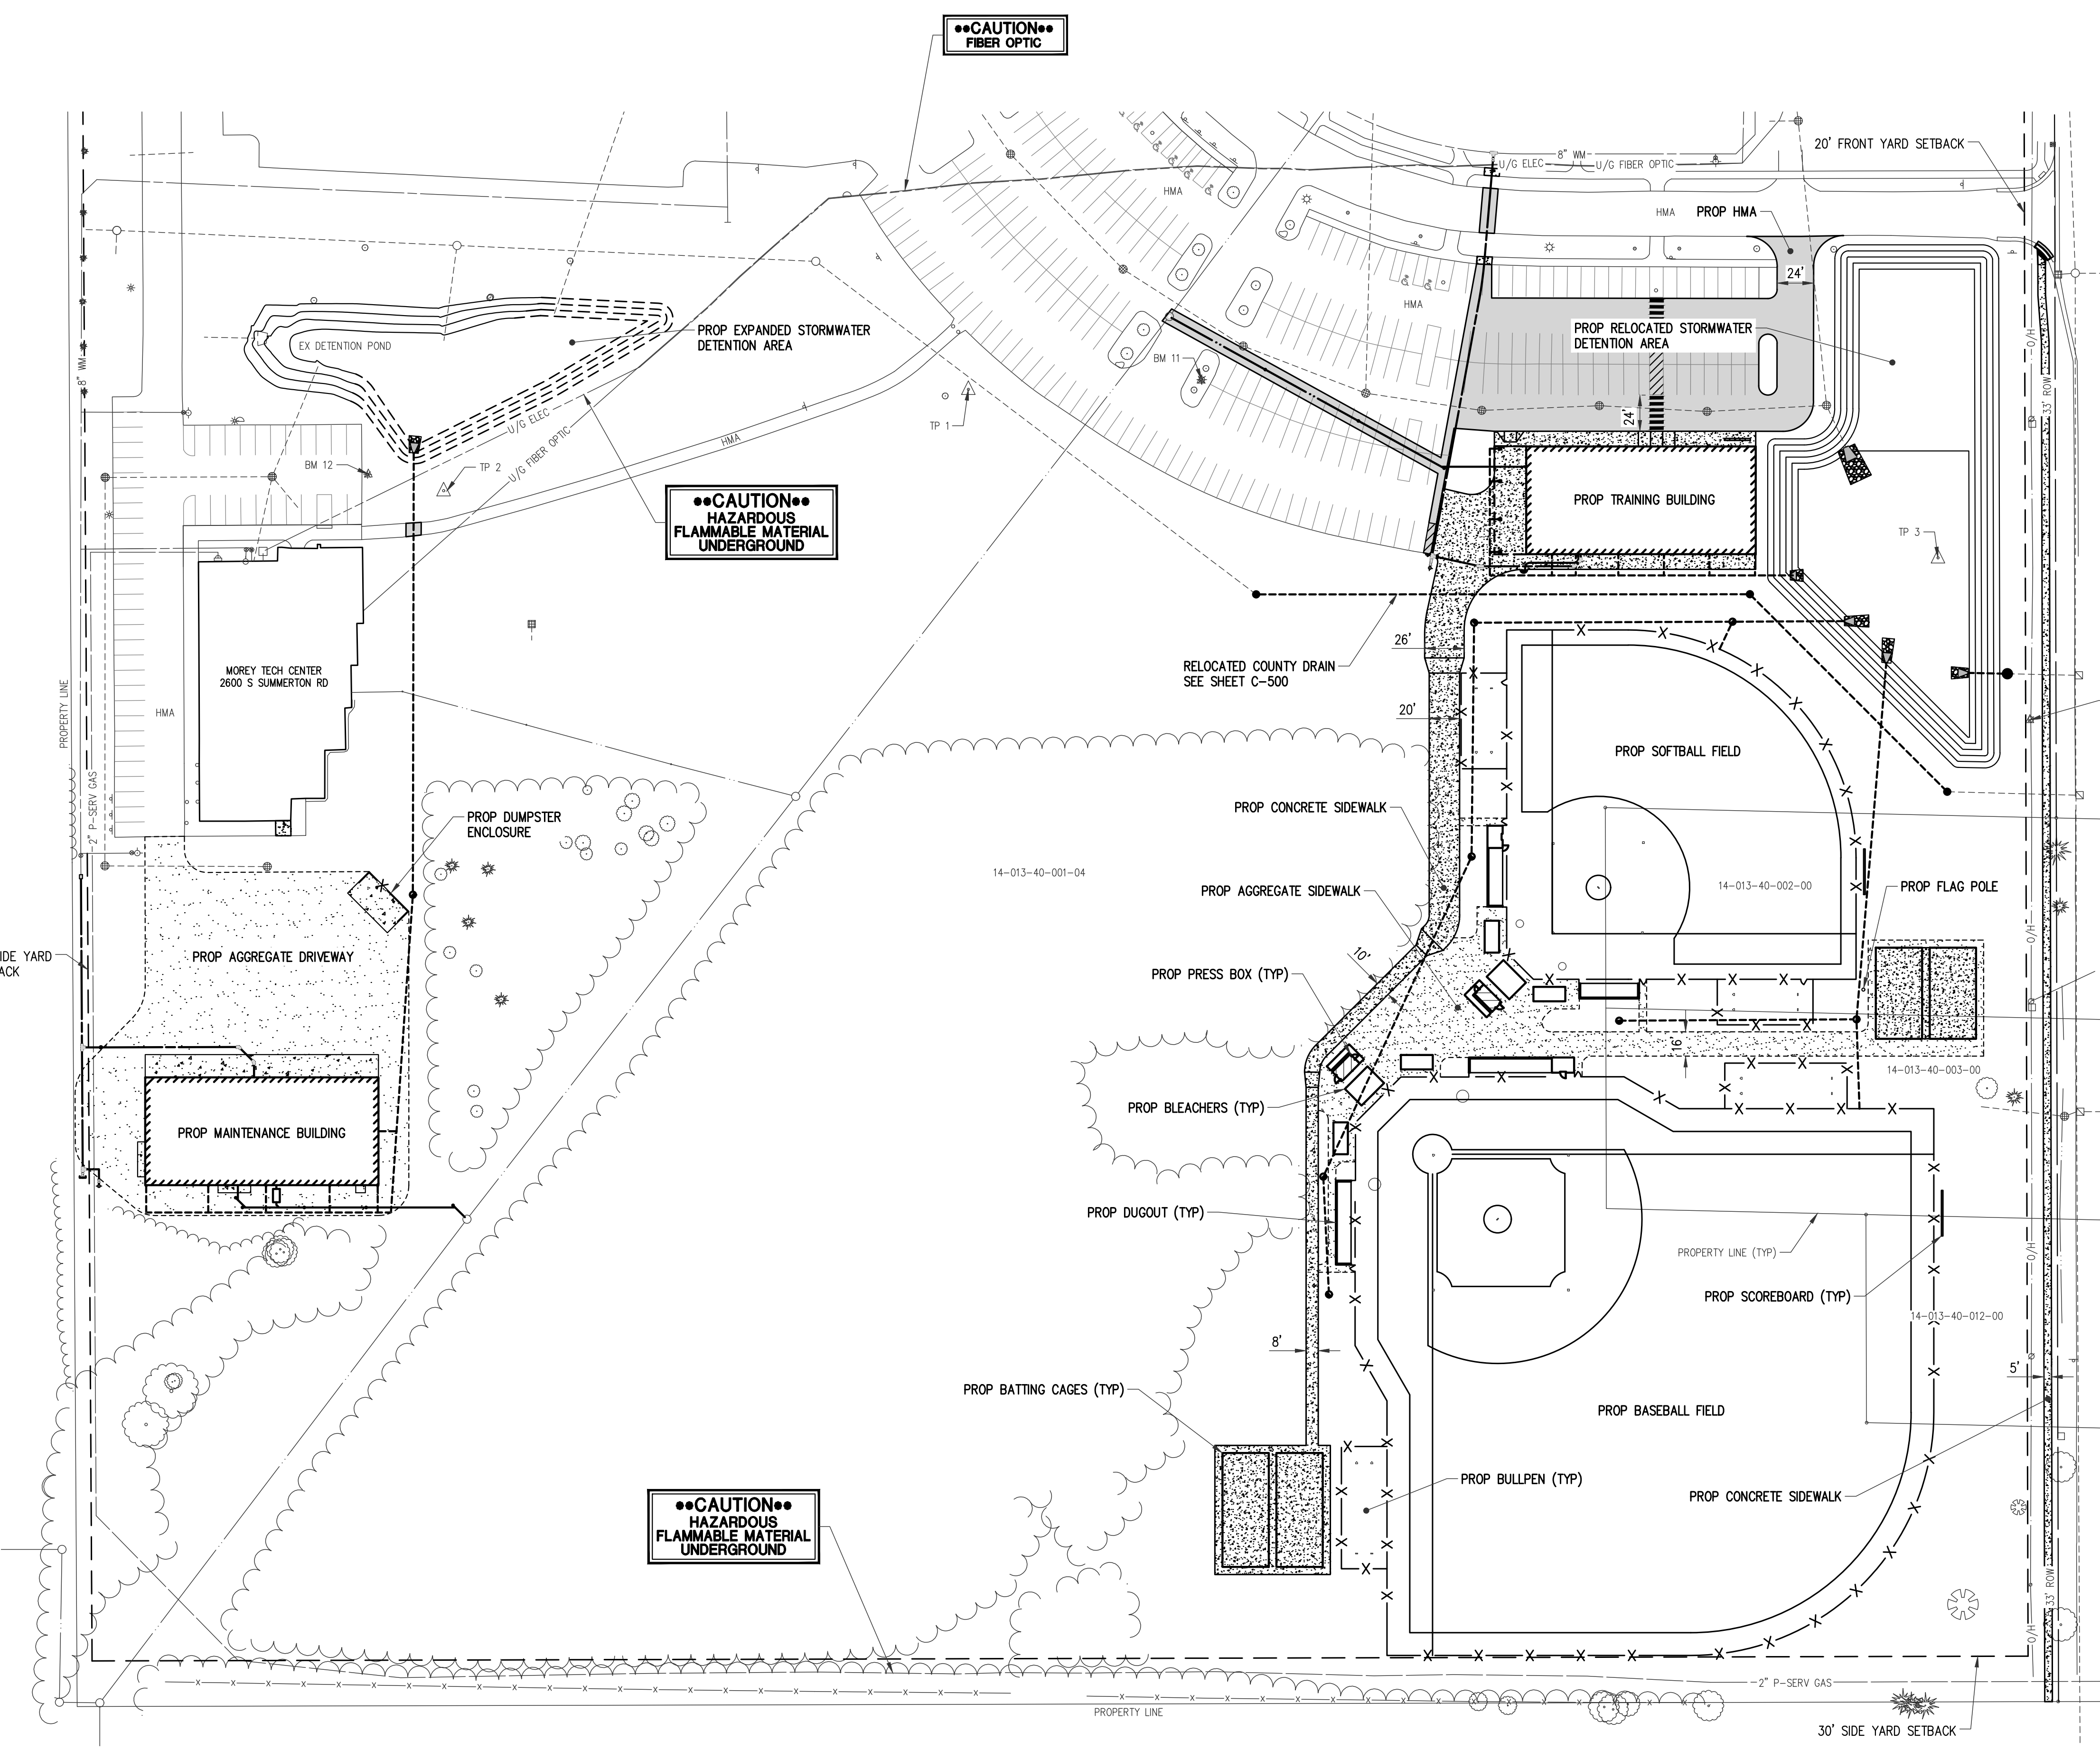 ••CAUTION••
FIBER OPTIC
20' FRONT YARD SETBACK
U/G ELEC
8" WM
U/G FIBER OPTIC
HMA
HMA
PROP HMA
24'
HMA
PROP EXPANDED STORMWATER
DETENTION AREA
EX DETENTION POND
PROP RELOCATED STORMWATER
DETENTION AREA
O/H
33' ROW
8" WM
BM 11
TP 1
24'
U/G ELEC
U/G FIBER OPTIC
HMA
BM 12
TP 2
••CAUTION••
HAZARDOUS
FLAMMABLE MATERIAL
UNDERGROUND
PROP TRAINING BUILDING
TP 3
26'
RELOCATED COUNTY DRAIN
SEE SHEET C-500
MOREY TECH CENTER
2600 S SUMMERTON RD
PROPERTY LINE
HMA
20'
PROP SOFTBALL FIELD
2" P-SERV GAS
PROP DUMPSTER
ENCLOSURE
PROP CONCRETE SIDEWALK
14-013-40-001-04
PROP AGGREGATE SIDEWALK
14-013-40-002-00
PROP FLAG POLE
O/H
IDE YARD
ACK
PROP AGGREGATE DRIVEWAY
10'
PROP PRESS BOX (TYP)
16'
14-013-40-003-00
PROP BLEACHERS (TYP)
PROP MAINTENANCE BUILDING
PROP DUGOUT (TYP)
PROPERTY LINE (TYP)
O/H
PROP SCOREBOARD (TYP)
14-013-40-012-00
8'
5'
PROP BATTING CAGES (TYP)
PROP BASEBALL FIELD
PROP BULLPEN (TYP)
PROP CONCRETE SIDEWALK
••CAUTION••
HAZARDOUS
FLAMMABLE MATERIAL
UNDERGROUND
33' ROW
O/H
2" P-SERV GAS
PROPERTY LINE
30' SIDE YARD SETBACK